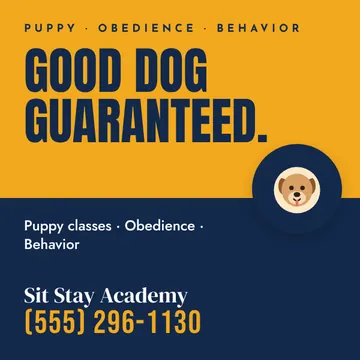 PUPPY · OBEDIENCE · BEHAVIOR
GOOD DOG
GUARANTEED.
Puppy classes · Obedience ·
Behavior
Sit Stay Academy
(555) 296-1130